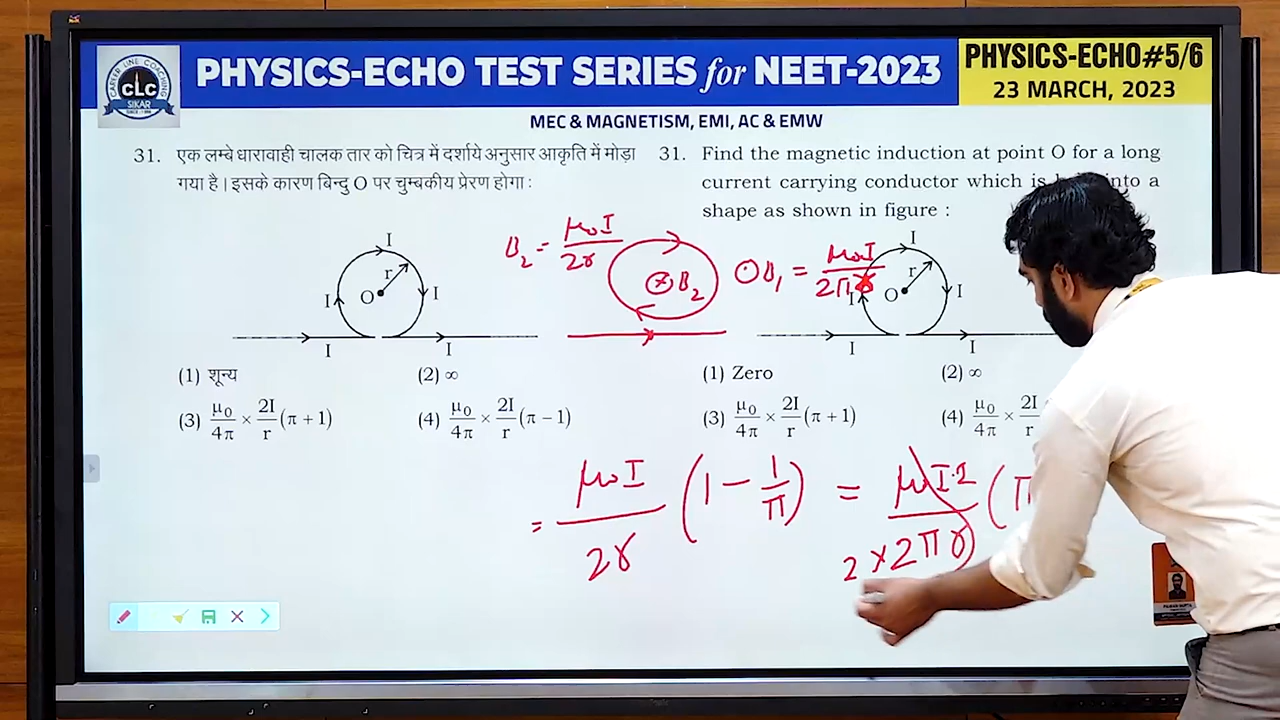 PHYSICS-ECHO TEST SERIES for NEET-2023
PHYSICS-ECHO#5/6
23 MARCH, 2023
CAREER LINE COACHING
CLC
SIKAR
MEC & MAGNETISM, EMI, AC & EMW
31. एक लम्बे धारावाही चालक तार को चित्र में दर्शाये अनुसार आकृति में मोड़ा
गया है। इसके कारण बिन्दु O पर चुम्बकीय प्रेरण होगा :
I
r
O
I
I
I
I
(1) शून्य
(2) ∞
(3) μ0/4π × 2I/r (π + 1)
(4) μ0/4π × 2I/r (π − 1)
31. Find the magnetic induction at point O for a long
current carrying conductor which is into a
shape as shown in figure :
I
r
O
I
I
I
I
(1) Zero
(2) ∞
(3) μ0/4π × 2I/r (π + 1)
(4) μ0/4π × 2I
B2 = μ0I/2r
⊗B2
⊙B1 = μ0I/2πr
= μ0I/2r (1 − 1/π) = μ0I·2/2×2πr (π